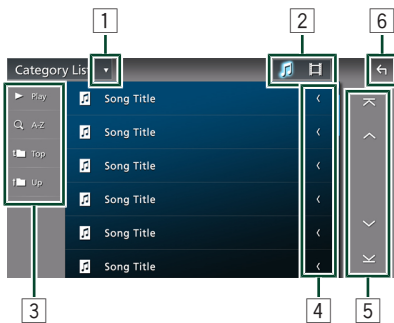 1 2 6
Category List
Play Song Title
A-Z Song Title
Top Song Title
Up Song Title
Song Title
Song Title
3 4 5